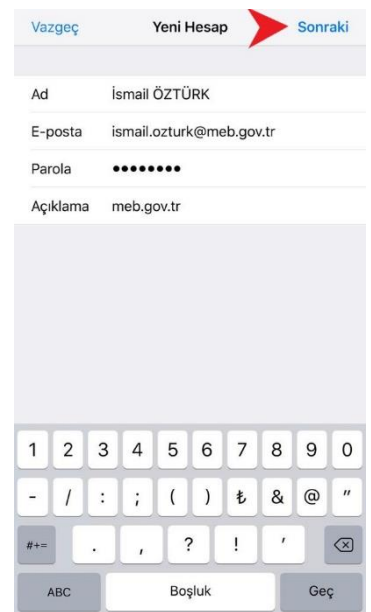 Vazgeç Yeni Hesap Sonraki
Ad İsmail ÖZTÜRK
E-posta ismail.ozturk@meb.gov.tr
Parola ••••••••
Açıklama meb.gov.tr
1 2 3 4 5 6 7 8 9 0
- / : ; ( ) ₺ & @ "
#+= . , ? ! '
ABC Boşluk Geç